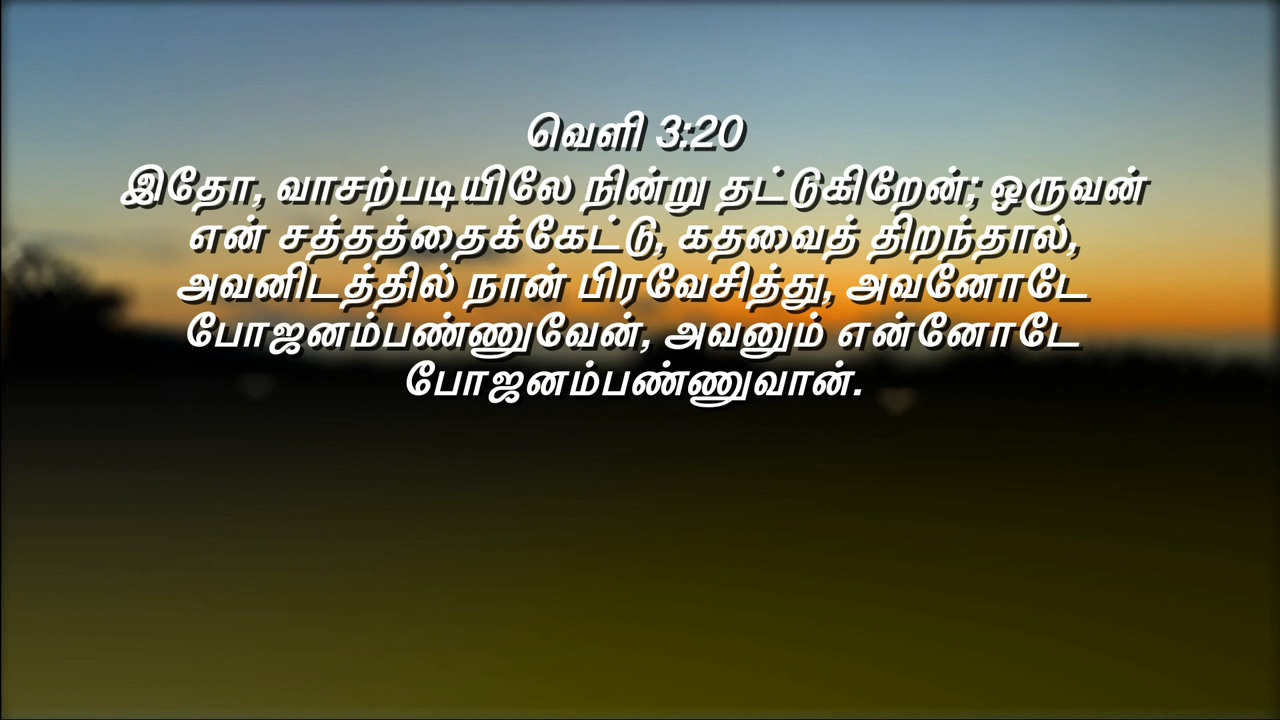 வெளி 3:20
இதோ, வாசற்படியிலே நின்று தட்டுகிறேன்; ஒருவன்
என் சத்தத்தைக்கேட்டு, கதவைத் திறந்தால்,
அவனிடத்தில் நான் பிரவேசித்து, அவனோடே
போஜனம்பண்ணுவேன், அவனும் என்னோடே
போஜனம்பண்ணுவான்.